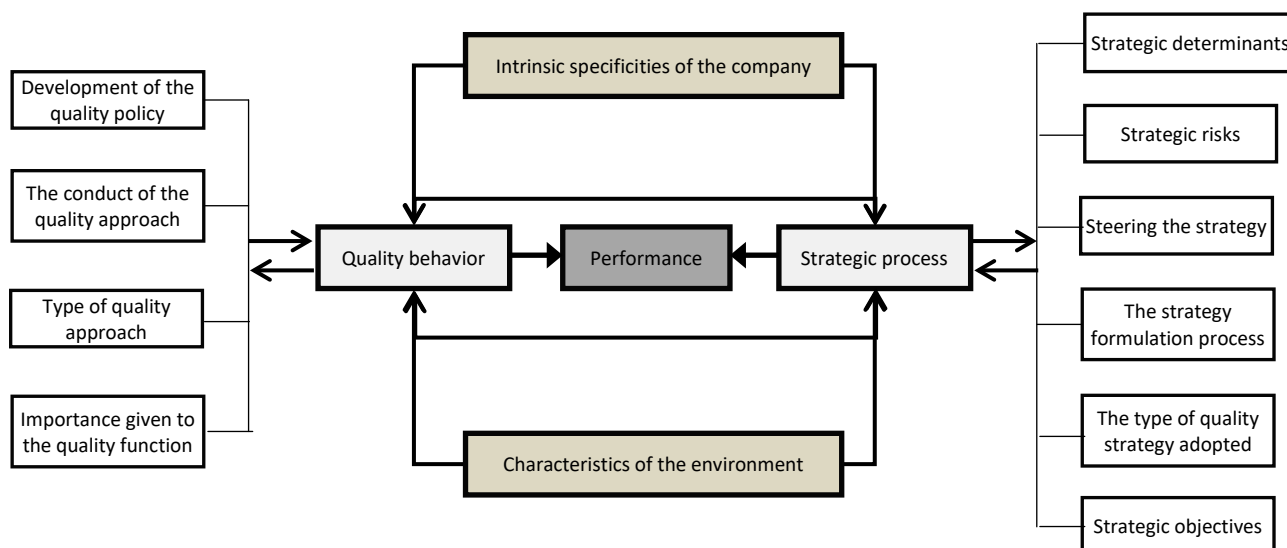 Development of the
quality policy
The conduct of the
quality approach
Type of quality
approach
Importance given to
the quality function
Intrinsic specificities of the company
Quality behavior
Performance
Strategic process
Characteristics of the environment
Strategic determinants
Strategic risks
Steering the strategy
The strategy
formulation process
The type of quality
strategy adopted
Strategic objectives